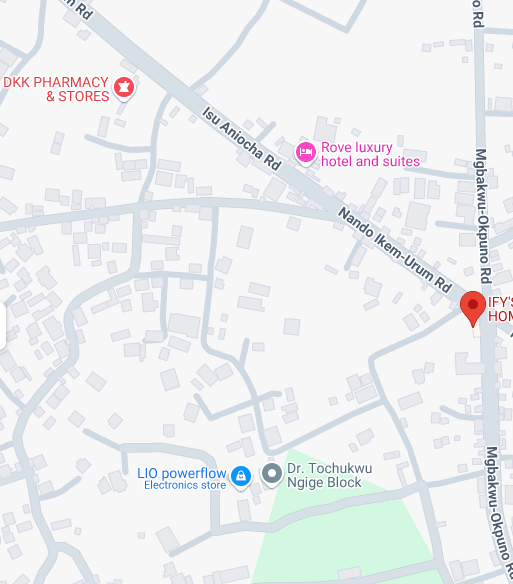 m Rd
o Rd
DKK PHARMACY
& STORES
Isu Aniocha Rd
Rove luxury
hotel and suites
Mgbakwu-Okpuno Rd
Nando Ikem-Urum Rd
IFY'S
HOM
LIO powerflow
Electronics store
Dr. Tochukwu
Ngige Block
Mgbakwu-Okpuno Rd